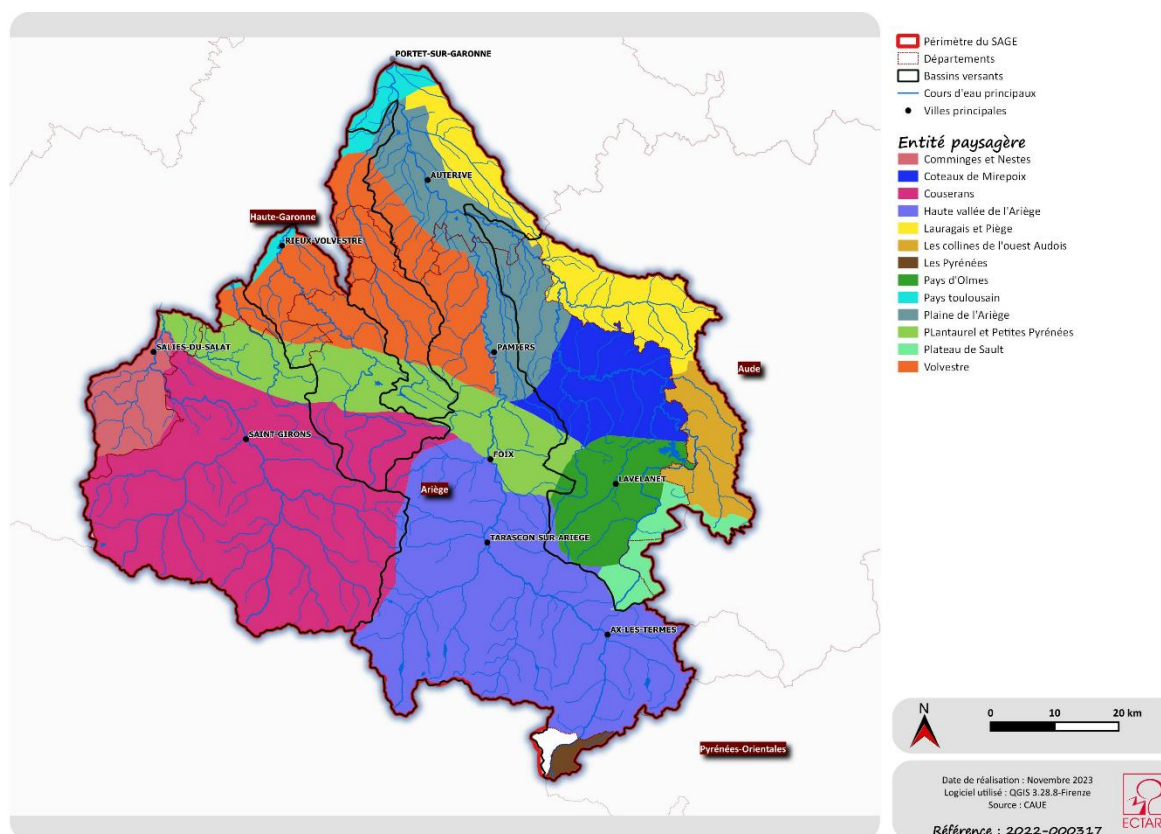 PORTET-SUR-GARONNE
AUTERIVE
Haute-Garonne
RIEUX-VOLVESTRE
SALIES-DU-SALAT
PAMIERS
Aude
SAINT-GIRONS
FOIX
Ariège
LAVELANET
TARASCON-SUR-ARIEGE
AX-LES-TERMES
Pyrénées-Orientales
Périmètre du SAGE
Départements
Bassins versants
Cours d'eau principaux
Villes principales
Entité paysagère
Comminges et Nestes
Coteaux de Mirepoix
Couserans
Haute vallée de l'Ariège
Lauragais et Piège
Les collines de l'ouest Audois
Les Pyrénées
Pays d'Olmes
Pays toulousain
Plaine de l'Ariège
PLantaurel et Petites Pyrénées
Plateau de Sault
Volvestre
N
0 10 20 km
Date de réalisation : Novembre 2023
Logiciel utilisé : QGIS 3.28.8-Firenze
Source : CAUE
Référence : 2022-000317
ECTARE